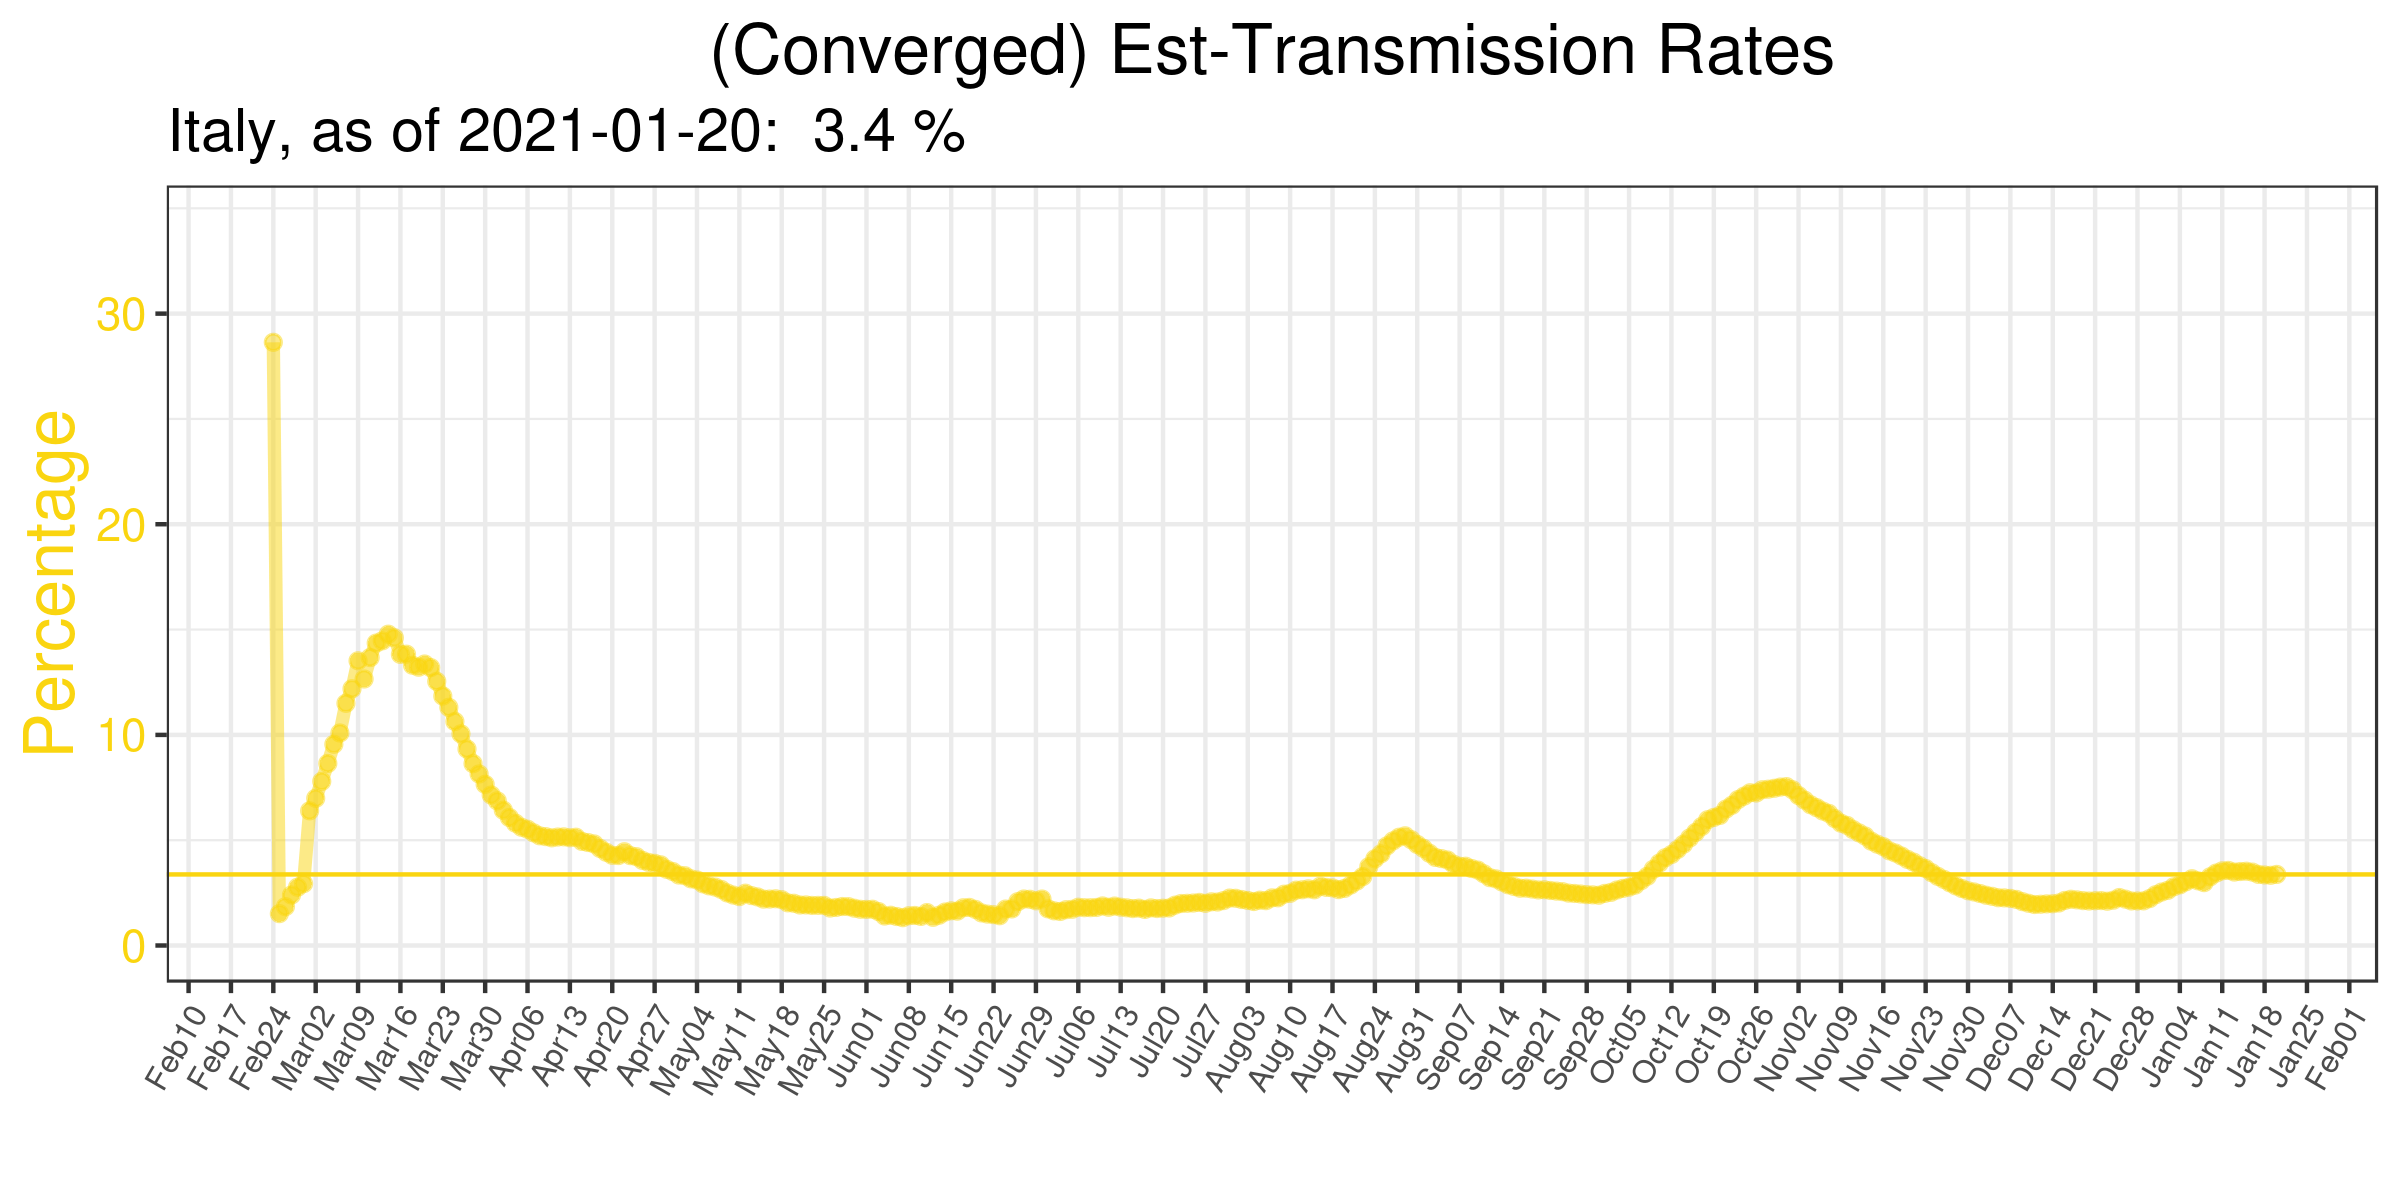 (Converged) Est-Transmission Rates
Italy, as of 2021-01-20:  3.4 %
Percentage
30
20
10
0
Feb10
Feb17
Feb24
Mar02
Mar09
Mar16
Mar23
Mar30
Apr06
Apr13
Apr20
Apr27
May04
May11
May18
May25
Jun01
Jun08
Jun15
Jun22
Jun29
Jul06
Jul13
Jul20
Jul27
Aug03
Aug10
Aug17
Aug24
Aug31
Sep07
Sep14
Sep21
Sep28
Oct05
Oct12
Oct19
Oct26
Nov02
Nov09
Nov16
Nov23
Nov30
Dec07
Dec14
Dec21
Dec28
Jan04
Jan11
Jan18
Jan25
Feb01